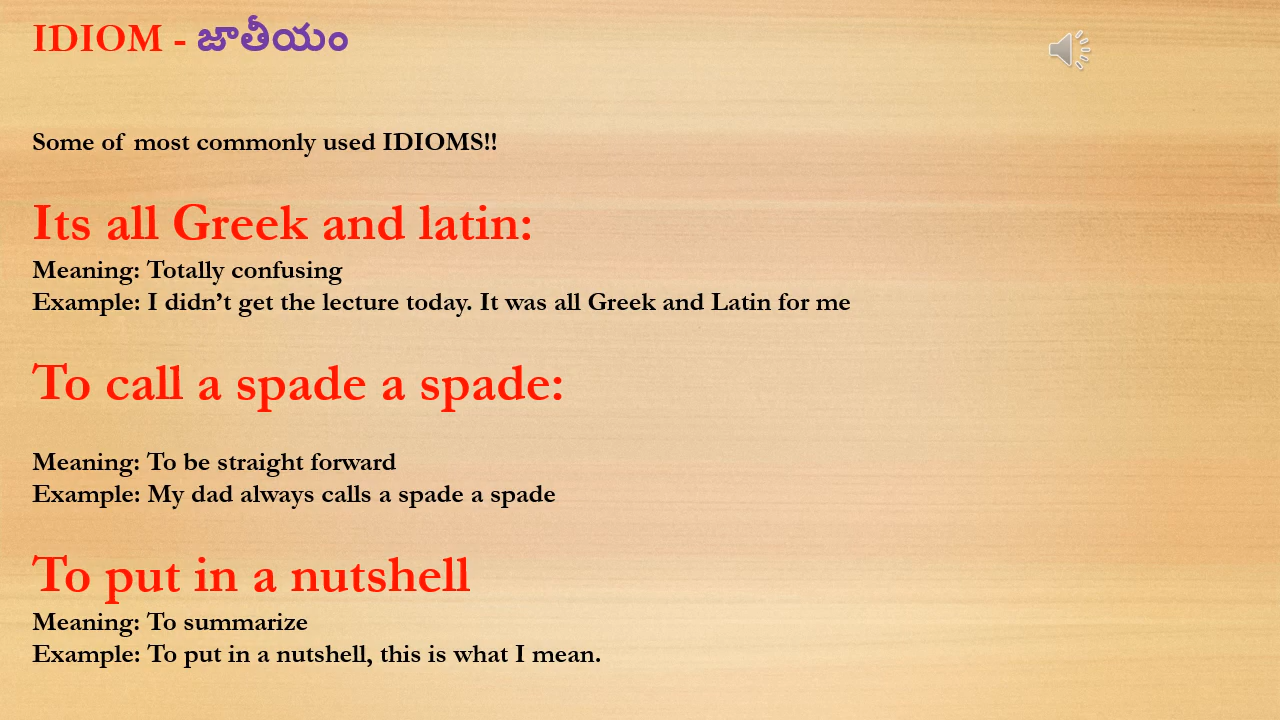 IDIOM - జాతీయం
Some of most commonly used IDIOMS!!
Its all Greek and latin:
Meaning: Totally confusing
Example: I didn’t get the lecture today. It was all Greek and Latin for me
To call a spade a spade:
Meaning: To be straight forward
Example: My dad always calls a spade a spade
To put in a nutshell
Meaning: To summarize
Example: To put in a nutshell, this is what I mean.